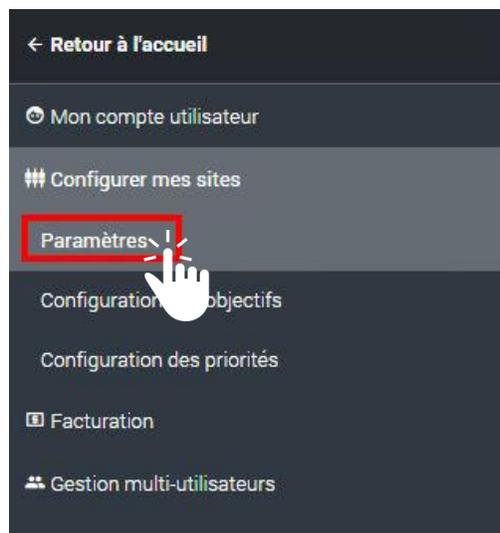 ← Retour à l'accueil
Mon compte utilisateur
Configurer mes sites
Paramètres
Configuration objectifs
Configuration des priorités
Facturation
Gestion multi-utilisateurs